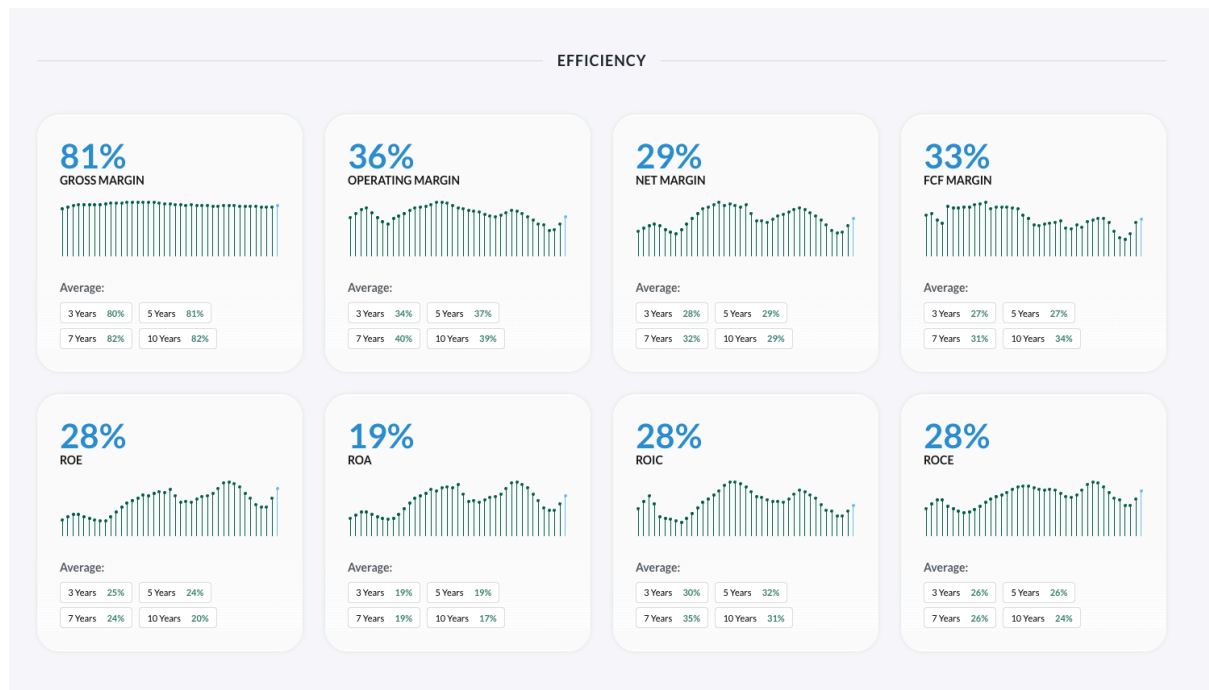 EFFICIENCY
81%
GROSS MARGIN
Average:
3 Years 80% 5 Years 81%
7 Years 82% 10 Years 82%
36%
OPERATING MARGIN
Average:
3 Years 34% 5 Years 37%
7 Years 40% 10 Years 39%
29%
NET MARGIN
Average:
3 Years 28% 5 Years 29%
7 Years 32% 10 Years 29%
33%
FCF MARGIN
Average:
3 Years 27% 5 Years 27%
7 Years 31% 10 Years 34%
28%
ROE
Average:
3 Years 25% 5 Years 24%
7 Years 24% 10 Years 20%
19%
ROA
Average:
3 Years 19% 5 Years 19%
7 Years 19% 10 Years 17%
28%
ROIC
Average:
3 Years 30% 5 Years 32%
7 Years 35% 10 Years 31%
28%
ROCE
Average:
3 Years 26% 5 Years 26%
7 Years 26% 10 Years 24%